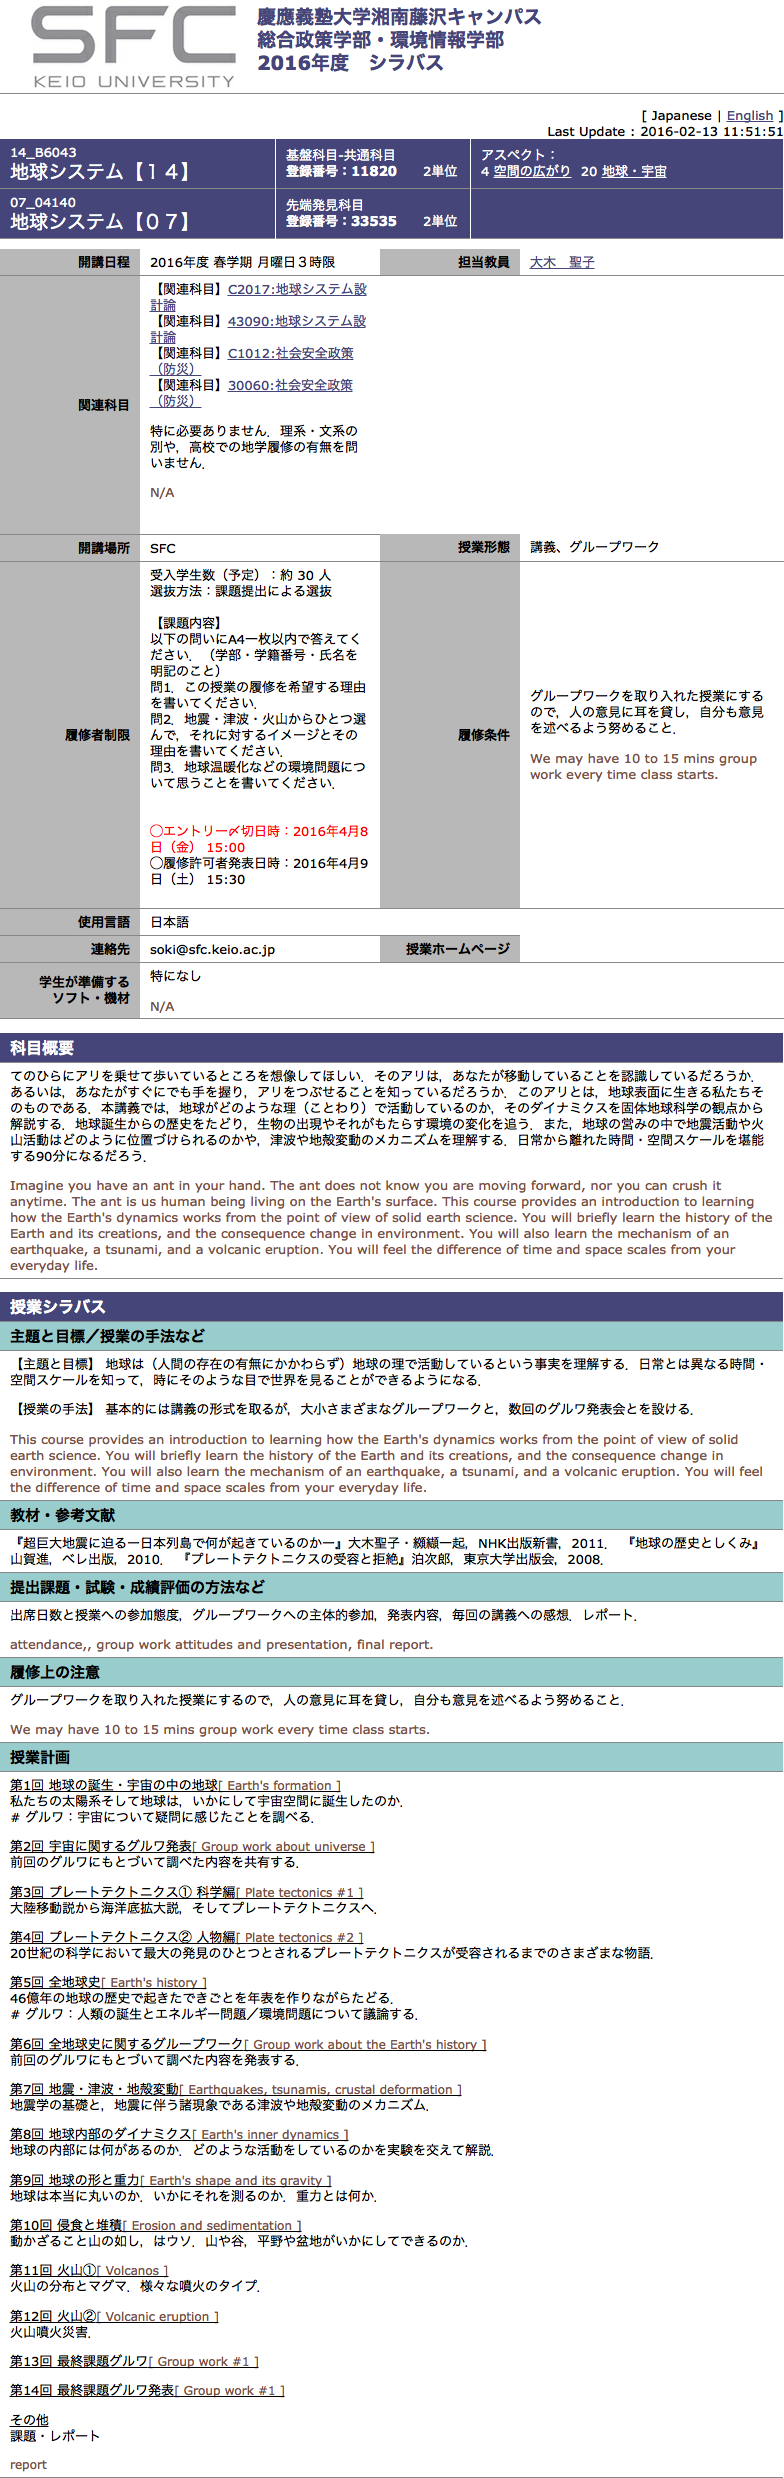 SFC
KEIO UNIVERSITY
慶應義塾大学湘南藤沢キャンパス
総合政策学部・環境情報学部
2016年度　シラバス
[ Japanese | English ]
Last Update : 2016-02-13 11:51:51
14_B6043
地球システム【１４】
基盤科目-共通科目
登録番号：11820　2単位
アスペクト：
4 空間の広がり 20 地球・宇宙
07_04140
地球システム【０７】
先端発見科目
登録番号：33535　2単位
開講日程
2016年度 春学期 月曜日３時限
担当教員
大木　聖子
関連科目
【関連科目】C2017:地球システム設
計論
【関連科目】43090:地球システム設
計論
【関連科目】C1012:社会安全政策
（防災）
【関連科目】30060:社会安全政策
（防災）
特に必要ありません．理系・文系の
別や，高校での地学履修の有無を問
いません．
N/A
開講場所
SFC
授業形態
講義、グループワーク
履修者制限
受入学生数（予定）：約 30 人
選抜方法：課題提出による選抜
【課題内容】
以下の問いにA4一枚以内で答えてく
ださい．（学部・学籍番号・氏名を
明記のこと）
問1．この授業の履修を希望する理由
を書いてください．
問2．地震・津波・火山からひとつ選
んで，それに対するイメージとその
理由を書いてください．
問3．地球温暖化などの環境問題につ
いて思うことを書いてください．
◯エントリー〆切日時：2016年4月8
日（金） 15:00
◯履修許可者発表日時：2016年4月9
日（土） 15:30
履修条件
グループワークを取り入れた授業にする
ので，人の意見に耳を貸し，自分も意見
を述べるよう努めること．
We may have 10 to 15 mins group
work every time class starts.
使用言語
日本語
連絡先
soki@sfc.keio.ac.jp
授業ホームページ
学生が準備する
ソフト・機材
特になし
N/A
科目概要
てのひらにアリを乗せて歩いているところを想像してほしい．そのアリは，あなたが移動していることを認識しているだろうか．
あるいは，あなたがすぐにでも手を握り，アリをつぶせることを知っているだろうか．このアリとは，地球表面に生きる私たちそ
のものである．本講義では，地球がどのような理（ことわり）で活動しているのか，そのダイナミクスを固体地球科学の観点から
解説する．地球誕生からの歴史をたどり，生物の出現やそれがもたらす環境の変化を追う．また，地球の営みの中で地震活動や火
山活動はどのように位置づけられるのかや，津波や地殻変動のメカニズムを理解する．日常から離れた時間・空間スケールを堪能
する90分になるだろう．
Imagine you have an ant in your hand. The ant does not know you are moving forward, nor you can crush it
anytime. The ant is us human being living on the Earth's surface. This course provides an introduction to learning
how the Earth's dynamics works from the point of view of solid earth science. You will briefly learn the history of the
Earth and its creations, and the consequence change in environment. You will also learn the mechanism of an
earthquake, a tsunami, and a volcanic eruption. You will feel the difference of time and space scales from your
everyday life.
授業シラバス
主題と目標／授業の手法など
【主題と目標】 地球は（人間の存在の有無にかかわらず）地球の理で活動しているという事実を理解する．日常とは異なる時間・
空間スケールを知って，時にそのような目で世界を見ることができるようになる．
【授業の手法】 基本的には講義の形式を取るが，大小さまざまなグループワークと，数回のグルワ発表会とを設ける．
This course provides an introduction to learning how the Earth's dynamics works from the point of view of solid
earth science. You will briefly learn the history of the Earth and its creations, and the consequence change in
environment. You will also learn the mechanism of an earthquake, a tsunami, and a volcanic eruption. You will feel
the difference of time and space scales from your everyday life.
教材・参考文献
『超巨大地震に迫るー日本列島で何が起きているのかー』大木聖子・纐纈一起，NHK出版新書，2011． 『地球の歴史としくみ』
山賀進，ベレ出版，2010． 『プレートテクトニクスの受容と拒絶』泊次郎，東京大学出版会，2008．
提出課題・試験・成績評価の方法など
出席日数と授業への参加態度，グループワークへの主体的参加，発表内容，毎回の講義への感想．レポート．
attendance,, group work attitudes and presentation, final report.
履修上の注意
グループワークを取り入れた授業にするので，人の意見に耳を貸し，自分も意見を述べるよう努めること．
We may have 10 to 15 mins group work every time class starts.
授業計画
第1回 地球の誕生・宇宙の中の地球[ Earth's formation ]
私たちの太陽系そして地球は，いかにして宇宙空間に誕生したのか．
# グルワ：宇宙について疑問に感じたことを調べる．
第2回 宇宙に関するグルワ発表[ Group work about universe ]
前回のグルワにもとづいて調べた内容を共有する．
第3回 プレートテクトニクス① 科学編[ Plate tectonics #1 ]
大陸移動説から海洋底拡大説，そしてプレートテクトニクスへ．
第4回 プレートテクトニクス② 人物編[ Plate tectonics #2 ]
20世紀の科学において最大の発見のひとつとされるプレートテクトニクスが受容されるまでのさまざまな物語．
第5回 全地球史[ Earth's history ]
46億年の地球の歴史で起きたできごとを年表を作りながらたどる．
# グルワ：人類の誕生とエネルギー問題／環境問題について議論する．
第6回 全地球史に関するグループワーク[ Group work about the Earth's history ]
前回のグルワにもとづいて調べた内容を発表する．
第7回 地震・津波・地殻変動[ Earthquakes, tsunamis, crustal deformation ]
地震学の基礎と，地震に伴う諸現象である津波や地殻変動のメカニズム．
第8回 地球内部のダイナミクス[ Earth's inner dynamics ]
地球の内部には何があるのか．どのような活動をしているのかを実験を交えて解説．
第9回 地球の形と重力[ Earth's shape and its gravity ]
地球は本当に丸いのか．いかにそれを測るのか．重力とは何か．
第10回 侵食と堆積[ Erosion and sedimentation ]
動かざること山の如し，はウソ．山や谷，平野や盆地がいかにしてできるのか．
第11回 火山①[ Volcanos ]
火山の分布とマグマ．様々な噴火のタイプ．
第12回 火山②[ Volcanic eruption ]
火山噴火災害．
第13回 最終課題グルワ[ Group work #1 ]
第14回 最終課題グルワ発表[ Group work #1 ]
その他
課題・レポート
report